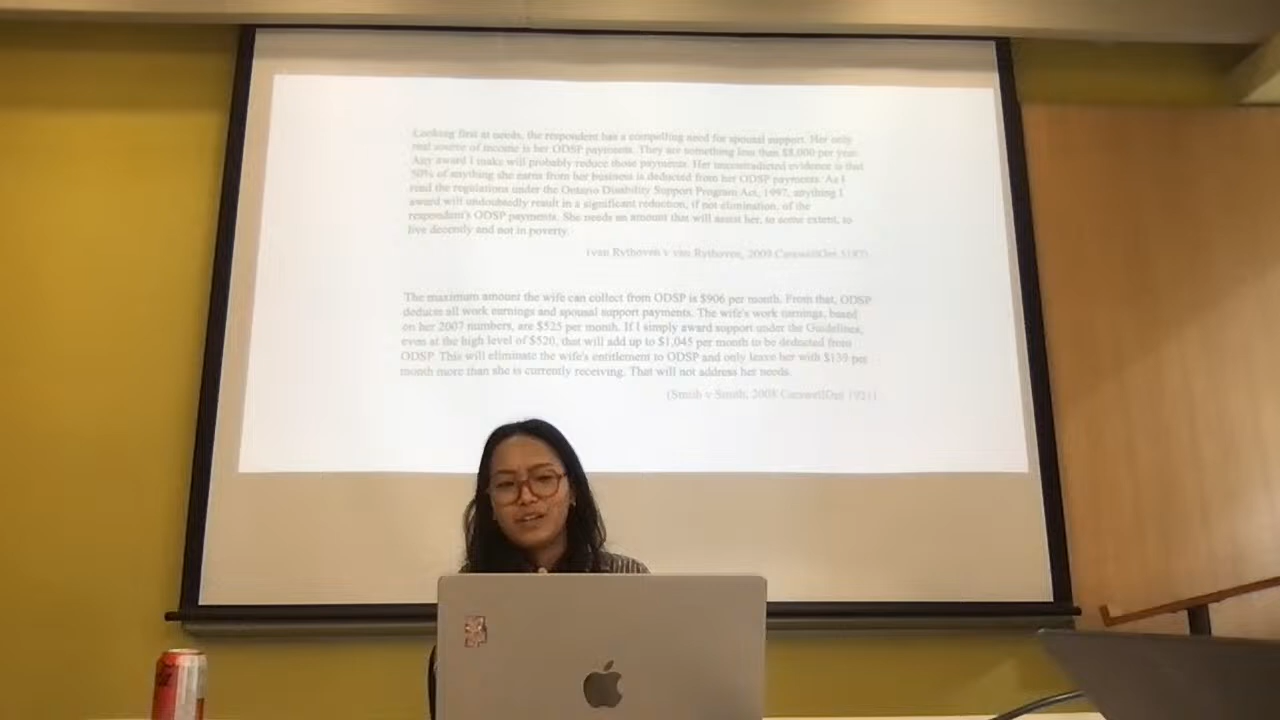 Looking first at needs, the respondent has a compelling need for spousal support. Her only
real source of income is her ODSP payments. They are something less than $8,000 per year.
Any award I make will probably reduce those payments. Her uncontradicted evidence is that
50% of anything she earns from her business is deducted from her ODSP payments. As I
read the regulations under the Ontario Disability Support Program Act, 1997, anything I
award will undoubtedly result in a significant reduction, if not elimination, of the
respondent's ODSP payments. She needs an amount that will assist her, to some extent, to
live decently and not in poverty.
(van Rythoven v van Rythoven, 2009 CarswellOnt
The maximum amount the wife can collect from ODSP is $906 per month. From that, ODSP
deducts all work earnings and spousal support payments. The wife's work earnings, based
on her 2007 numbers, are $525 per month. If I simply award support under the Guidelines,
even at the high level of $520, that will add up to $1,045 per month to be deducted from
ODSP. This will eliminate the wife's entitlement to ODSP and only leave her with $139 per
month more than she is currently receiving. That will not address her needs.
(Smith v Smith, 2008 CarswellOnt